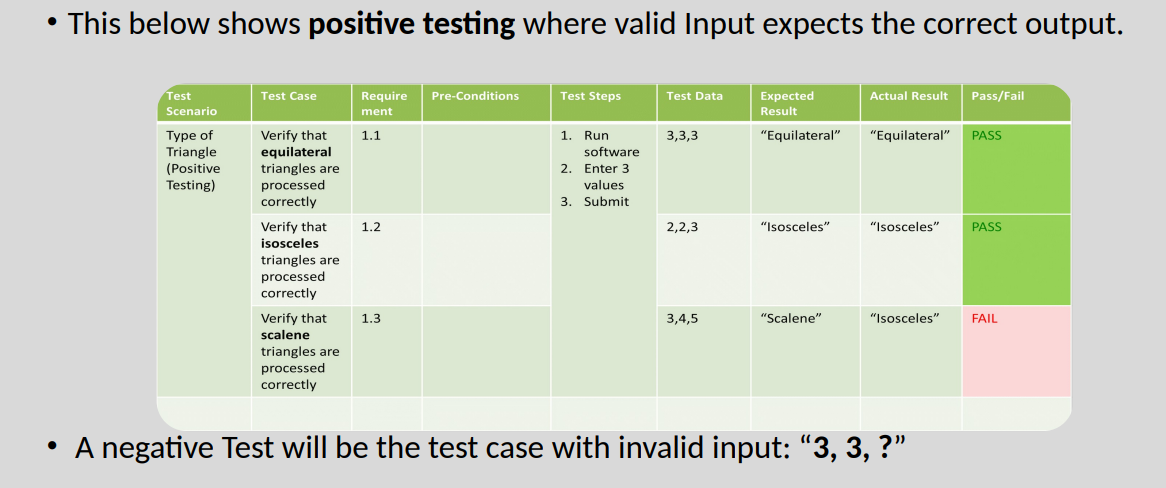 • This below shows positive testing where valid Input expects the correct output.
Test Scenario | Test Case | Require ment | Pre-Conditions | Test Steps | Test Data | Expected Result | Actual Result | Pass/Fail
Type of
Triangle
(Positive
Testing)
Verify that
equilateral
triangles are
processed
correctly
1.1
1. Run
software
2. Enter 3
values
3. Submit
3,3,3
“Equilateral”
“Equilateral”
PASS
Verify that
isosceles
triangles are
processed
correctly
1.2
2,2,3
“Isosceles”
“Isosceles”
PASS
Verify that
scalene
triangles are
processed
correctly
1.3
3,4,5
“Scalene”
“Isosceles”
FAIL
• A negative Test will be the test case with invalid input: “3, 3, ?”